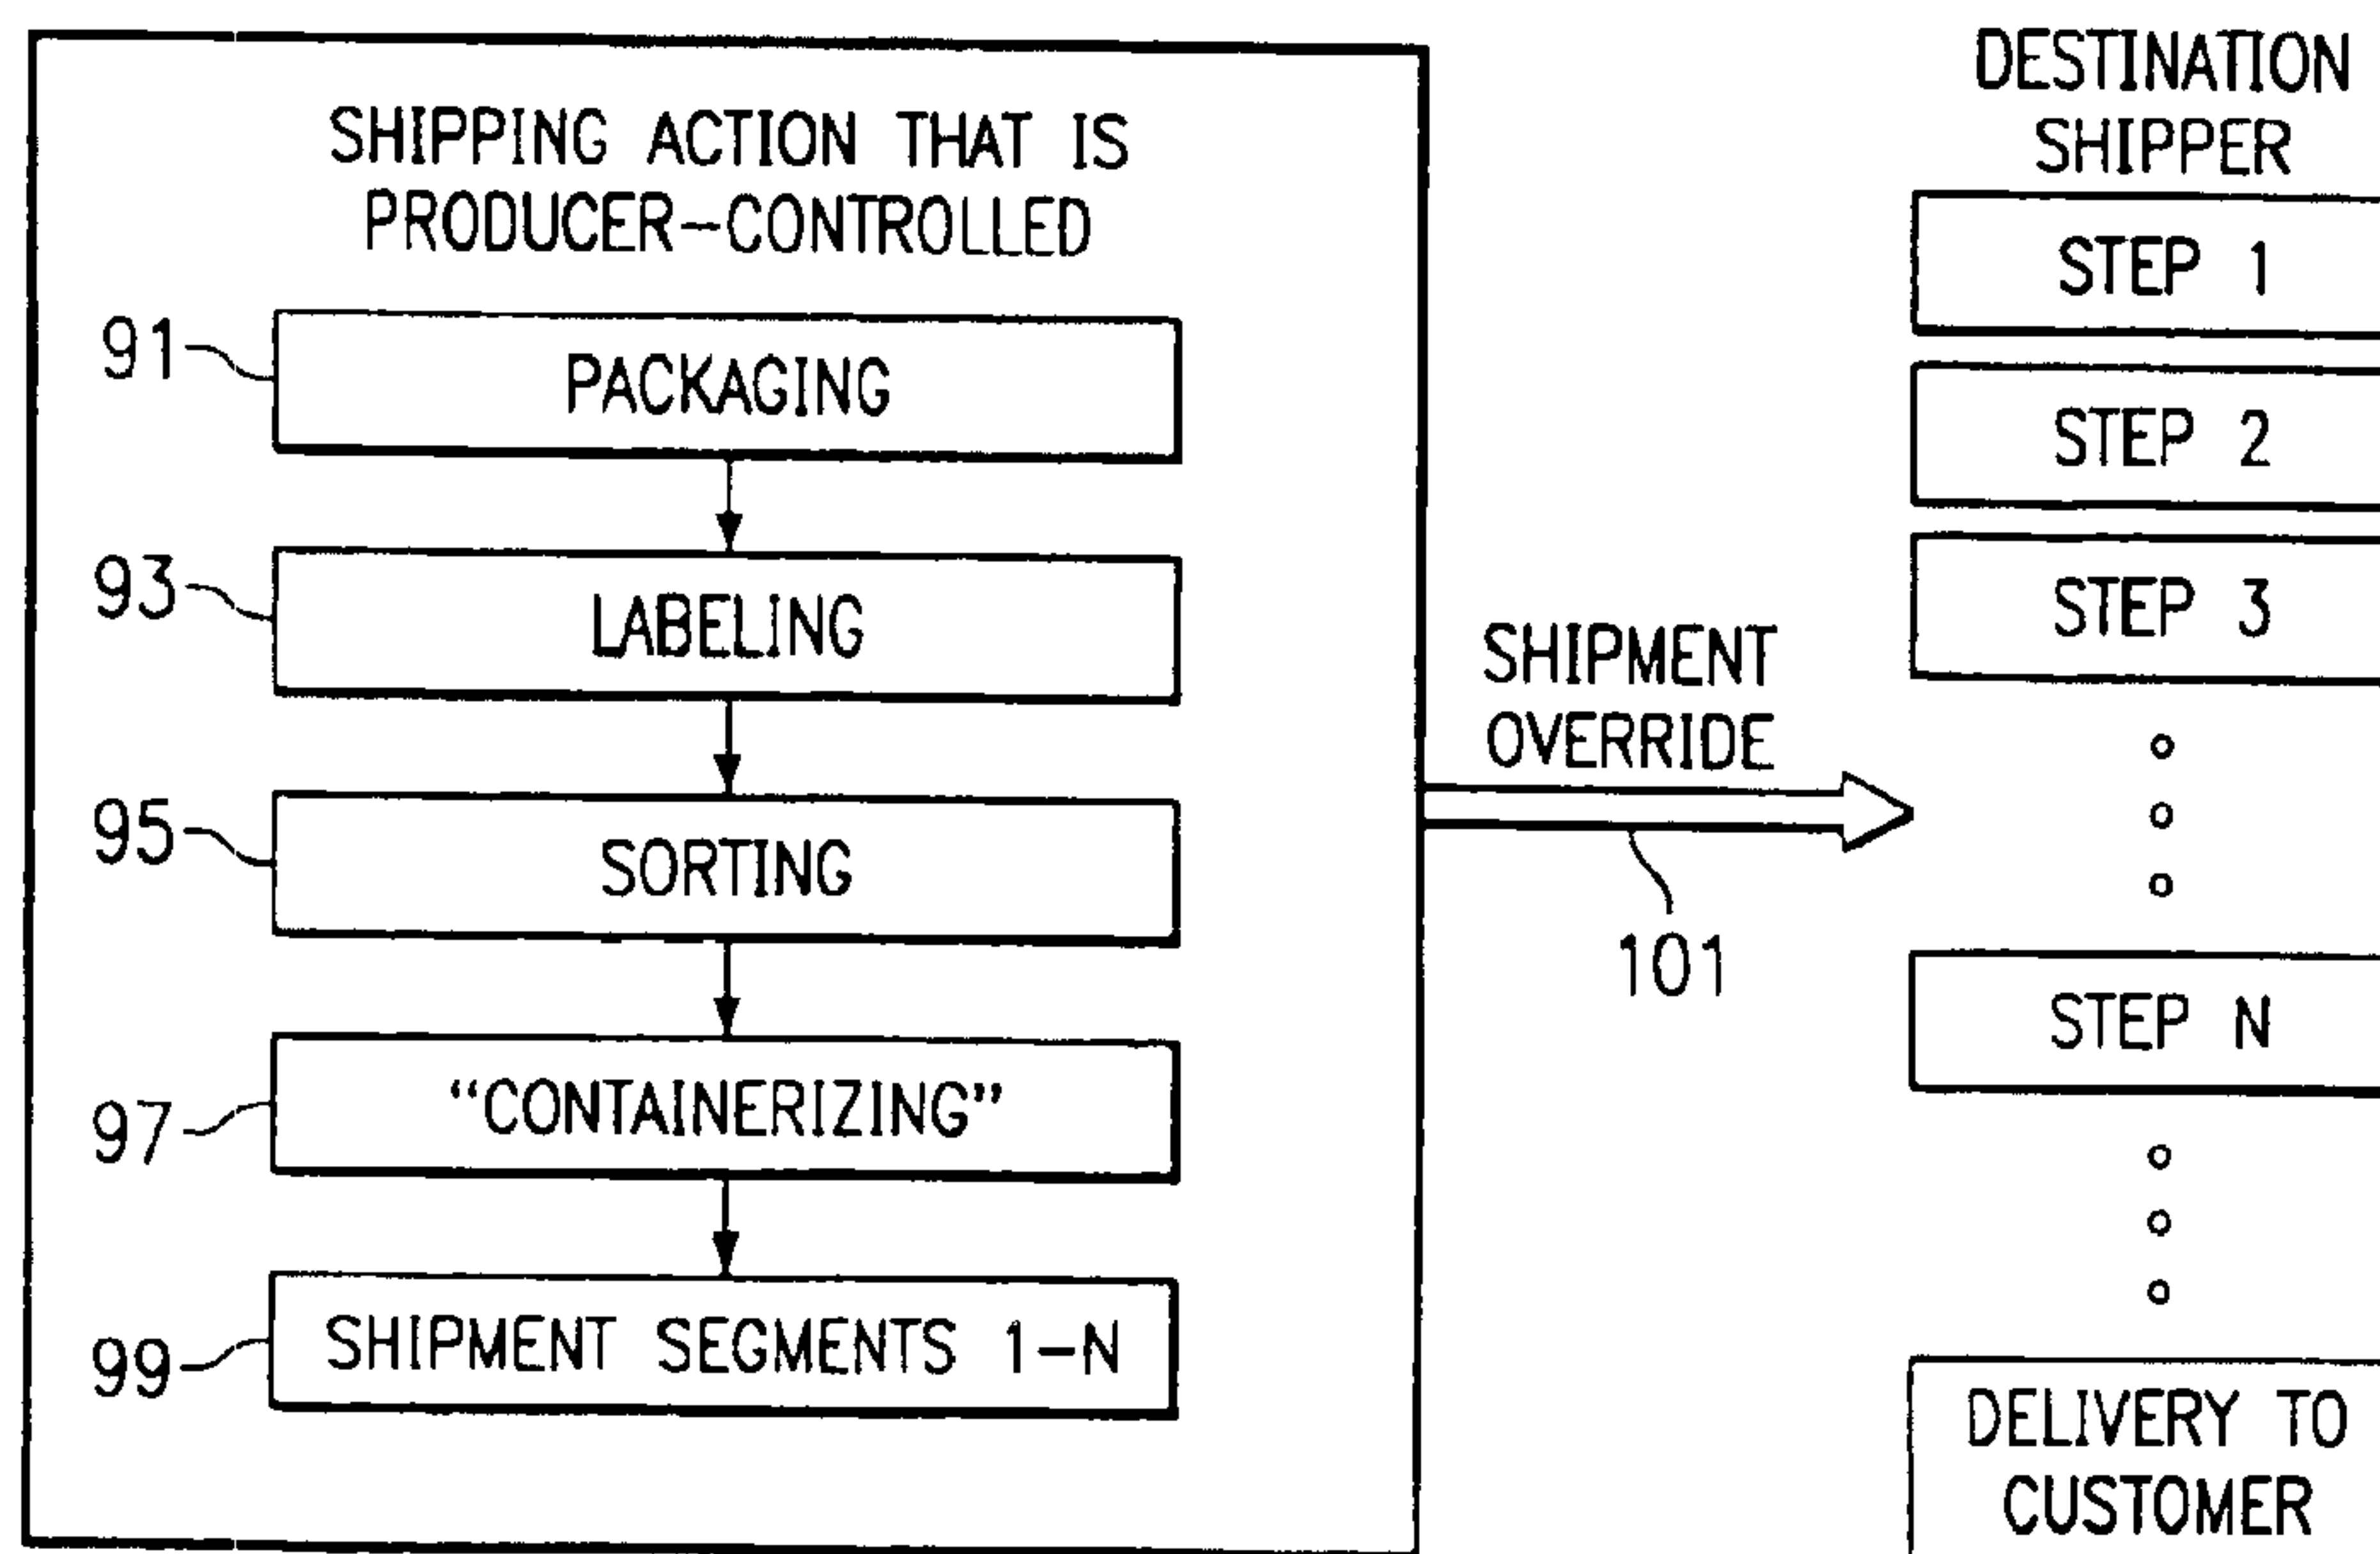 SHIPPING ACTION THAT IS
PRODUCER-CONTROLLED
91
PACKAGING
93
LABELING
95
SORTING
97
“CONTAINERIZING”
99
SHIPMENT SEGMENTS 1-N
SHIPMENT
OVERRIDE
101
DESTINATION
SHIPPER
STEP 1
STEP 2
STEP 3
STEP N
DELIVERY TO
CUSTOMER